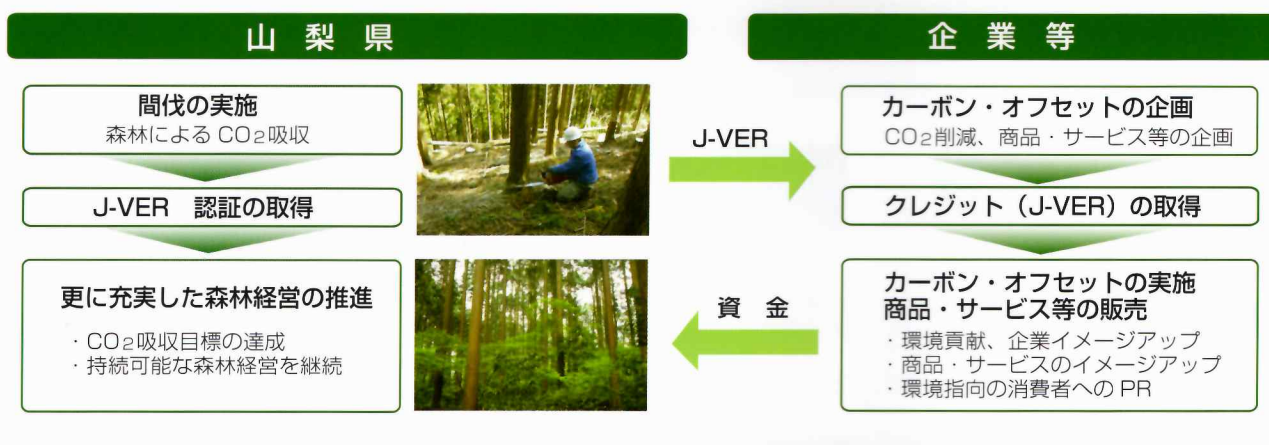 山梨県
間伐の実施
森林によるCO2吸収
J-VER 認証の取得
更に充実した森林経営の推進
・CO2吸収目標の達成
・持続可能な森林経営を継続
J-VER
資金
企業等
カーボン・オフセットの企画
CO2削減、商品・サービス等の企画
クレジット（J-VER）の取得
カーボン・オフセットの実施
商品・サービス等の販売
・環境貢献、企業イメージアップ
・商品・サービスのイメージアップ
・環境指向の消費者へのPR